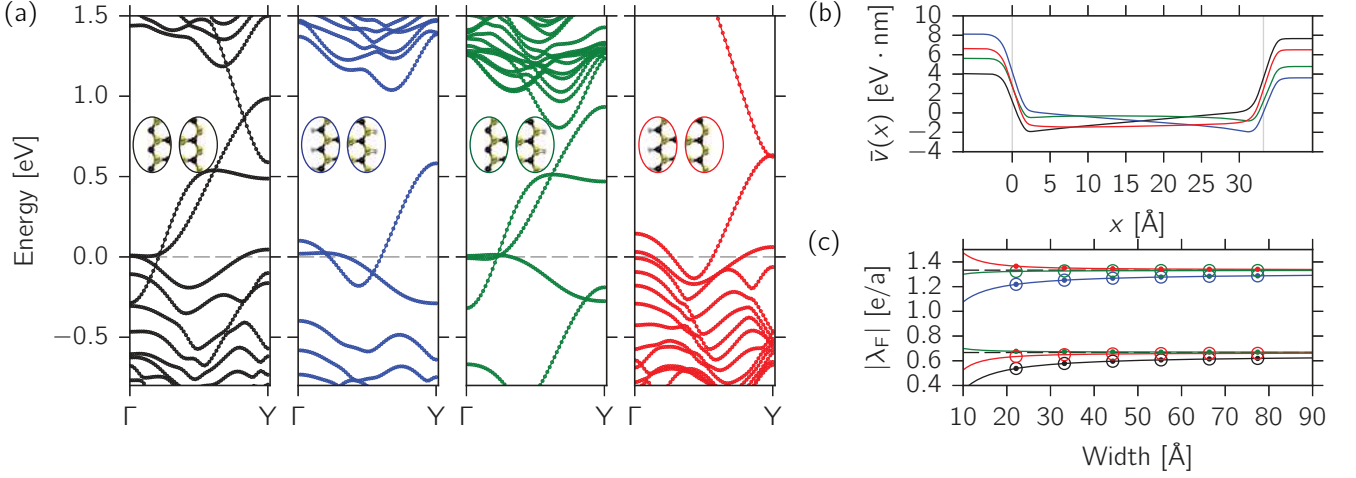 (a)
Energy [eV]
1.5
1.0
0.5
0.0
−0.5
Γ Y Γ Y Γ Y Γ Y
(b)
v̄(x) [eV · nm]
10
8
6
4
2
0
−2
−4
0 5 10 15 20 25 30
x [Å]
(c)
|λF| [e/a]
1.4
1.2
1.0
0.8
0.6
0.4
10 20 30 40 50 60 70 80 90
Width [Å]